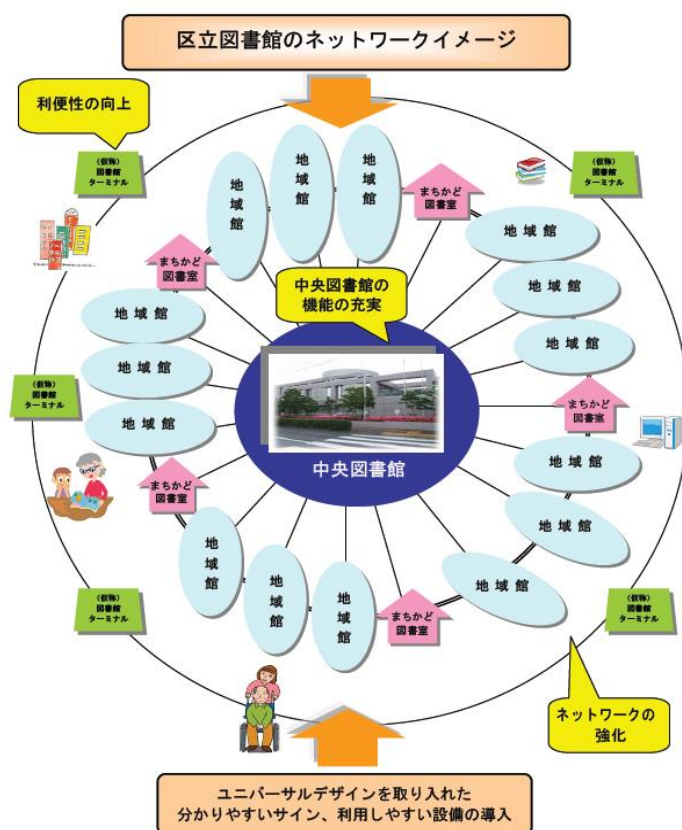 区立図書館のネットワークイメージ
利便性の向上
(仮称)
図書館
ターミナル
(仮称)
図書館
ターミナル
地域館
地域館
地域館
まちかど
図書室
地域館
まちかど
図書室
中央図書館の
機能の充実
地域館
地域館
地域館
地域館
(仮称)
図書館
ターミナル
地域館
まちかど
図書室
中央図書館
まちかど
図書室
地域館
地域館
地域館
地域館
地域館
地域館
地域館
まちかど
図書室
(仮称)
図書館
ターミナル
(仮称)
図書館
ターミナル
ネットワークの
強化
ユニバーサルデザインを取り入れた
分かりやすいサイン、利用しやすい設備の導入